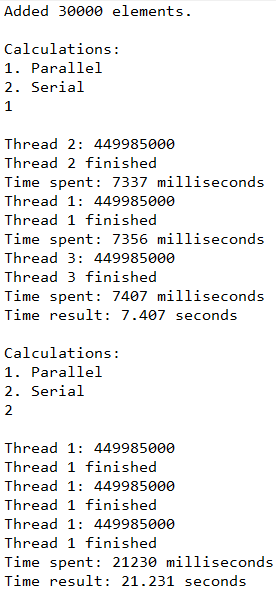 Added 30000 elements.
Calculations:
1. Parallel
2. Serial
1
Thread 2: 449985000
Thread 2 finished
Time spent: 7337 milliseconds
Thread 1: 449985000
Thread 1 finished
Time spent: 7356 milliseconds
Thread 3: 449985000
Thread 3 finished
Time spent: 7407 milliseconds
Time result: 7.407 seconds
Calculations:
1. Parallel
2. Serial
2
Thread 1: 449985000
Thread 1 finished
Thread 1: 449985000
Thread 1 finished
Thread 1: 449985000
Thread 1 finished
Time spent: 21230 milliseconds
Time result: 21.231 seconds